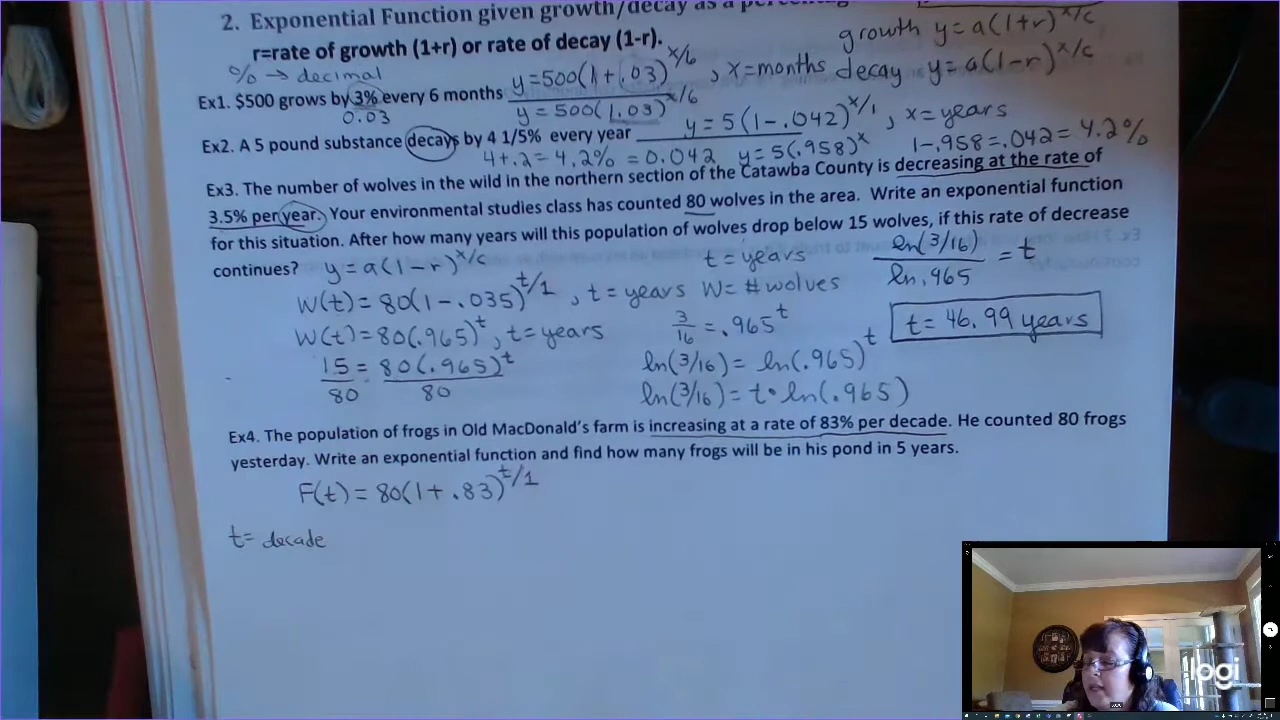 2. Exponential Function given growth/decay as a
r=rate of growth (1+r) or rate of decay (1-r).
growth y=a(1+r)^x/c
% → decimal
y=500(1+.03)^x/6, x=months
decay y=a(1-r)^x/c
Ex1. $500 grows by 3% every 6 months
0.03
y=500(1.03)^x/6
y=5(1-.042)^x/1, x=years
Ex2. A 5 pound substance decays by 4 1/5% every year
4+.2=4.2%=0.042 y=5(.958)^x
1-.958=.042=4.2%
Ex3. The number of wolves in the wild in the northern section of the Catawba County is decreasing at the rate of
3.5% per year. Your environmental studies class has counted 80 wolves in the area. Write an exponential function
for this situation. After how many years will this population of wolves drop below 15 wolves, if this rate of decrease
continues? y=a(1-r)^x/c
t=years
ln(3/16)/ln.965=t
W(t)=80(1-.035)^t/1, t=years W=#wolves
W(t)=80(.965)^t, t=years
3/16=.965^t
t=46.99 years
15/80=80(.965)^t/80
ln(3/16)=ln(.965)^t
ln(3/16)=t•ln(.965)
Ex4. The population of frogs in Old MacDonald's farm is increasing at a rate of 83% per decade. He counted 80 frogs
yesterday. Write an exponential function and find how many frogs will be in his pond in 5 years.
F(t)=80(1+.83)^t/1
t=decade
logi